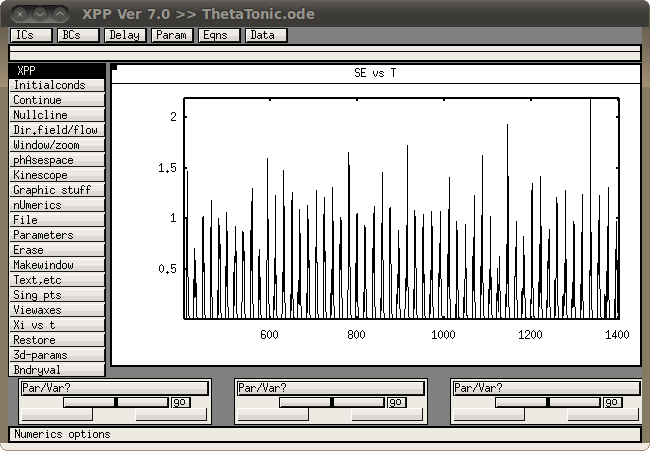 XPP Ver 7.0 >> ThetaTonic.ode
ICs BCs Delay Param Eqns Data
XPP
Initialconds
Continue
Nullcline
Dir.field/flow
Window/zoom
phAsespace
Kinescope
Graphic stuff
nUmerics
File
Parameters
Erase
Makewindow
Text,etc
Sing pts
Viewaxes
Xi vs t
Restore
3d-params
Bndryval
SE vs T
2
1.5
1
0.5
600 800 1000 1200 1400
Par/Var? Par/Var? Par/Var?
go go go
Numerics options